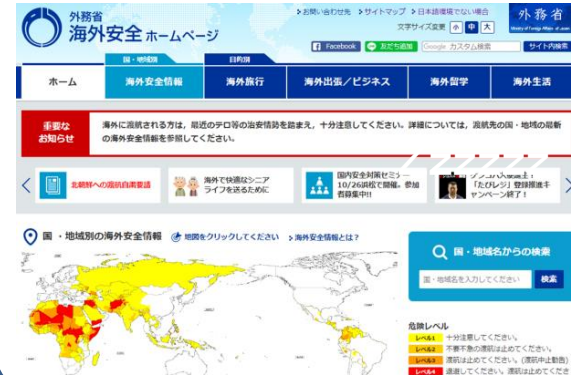 お問い合わせ先 サイトマップ 日本語環境でない場合
外務省
海外安全 ホームページ
文字サイズ変更 小 中 大
外務省
Facebook 友だち追加 Google カスタム検索 サイト内検索
国・地域別 目的別
ホーム 海外安全情報 海外旅行 海外出張/ビジネス 海外留学 海外生活
重要な
お知らせ
海外に渡航される方は、最近のテロ等の治安情勢を踏まえ、十分注意してください。詳細については、渡航先の国・地域の最新
の海外安全情報を参照してください。
北朝鮮への渡航自粛要請
海外で快適なシニア
ライフを送るために
国内安全対策セミナー
10/26浜松で開催。参加
者募集中!!
「たびレジ」登録推進キ
ャンペーン終了!
国・地域別の海外安全情報 地図をクリックしてください 海外安全情報とは?
国・地域名からの検索
国・地域名を入力してください 検索
危険レベル
レベル1 十分注意してください。
レベル2 不要不急の渡航は止めてください。
レベル3 渡航は止めてください。(渡航中止勧告)
レベル4 退避してください。渡航は止めてくださ